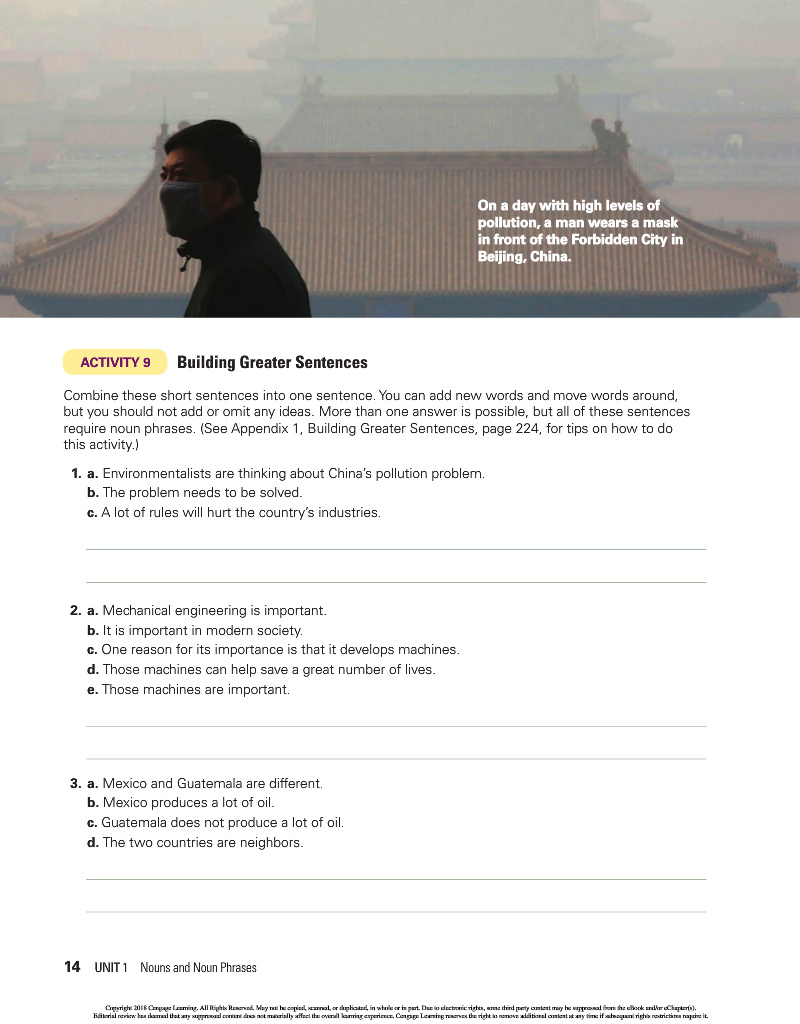 On a day with high levels of
pollution, a man wears a mask
in front of the Forbidden City in
Beijing, China.
ACTIVITY 9 Building Greater Sentences
Combine these short sentences into one sentence. You can add new words and move words around,
but you should not add or omit any ideas. More than one answer is possible, but all of these sentences
require noun phrases. (See Appendix 1, Building Greater Sentences, page 224, for tips on how to do
this activity.)
1. a. Environmentalists are thinking about China's pollution problem.
b. The problem needs to be solved.
c. A lot of rules will hurt the country's industries.
2. a. Mechanical engineering is important.
b. It is important in modern society.
c. One reason for its importance is that it develops machines.
d. Those machines can help save a great number of lives.
e. Those machines are important.
3. a. Mexico and Guatemala are different.
b. Mexico produces a lot of oil.
c. Guatemala does not produce a lot of oil.
d. The two countries are neighbors.
14 UNIT 1 Nouns and Noun Phrases
Copyright 2018 Cengage Learning. All Rights Reserved. May not be copied, scanned, or duplicated, in whole or in part. Due to electronic rights, some third party content may be suppressed from the eBook and/or eChapter(s).
Editorial review has deemed that any suppressed content does not materially affect the overall learning experience. Cengage Learning reserves the right to remove additional content at any time if subsequent rights restrictions require it.